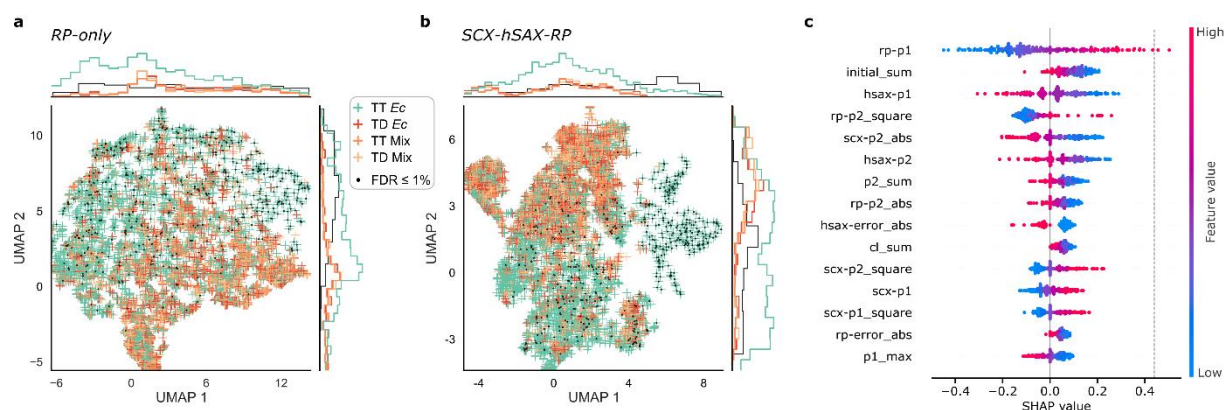 a
RP-only
10
5
0
-5
UMAP 2
-6
0
6
12
UMAP 1
TT Ec
TD Ec
TT Mix
TD Mix
FDR ≤ 1%
b
SCX-hSAX-RP
6
3
0
-3
UMAP 2
-4
0
4
8
UMAP 1
c
rp-p1
initial_sum
hsax-p1
rp-p2_square
scx-p2_abs
hsax-p2
p2_sum
rp-p2_abs
hsax-error_abs
cl_sum
scx-p2_square
scx-p1
scx-p1_square
rp-error_abs
p1_max
-0.4
-0.2
0.0
0.2
0.4
SHAP value
High
Feature value
Low